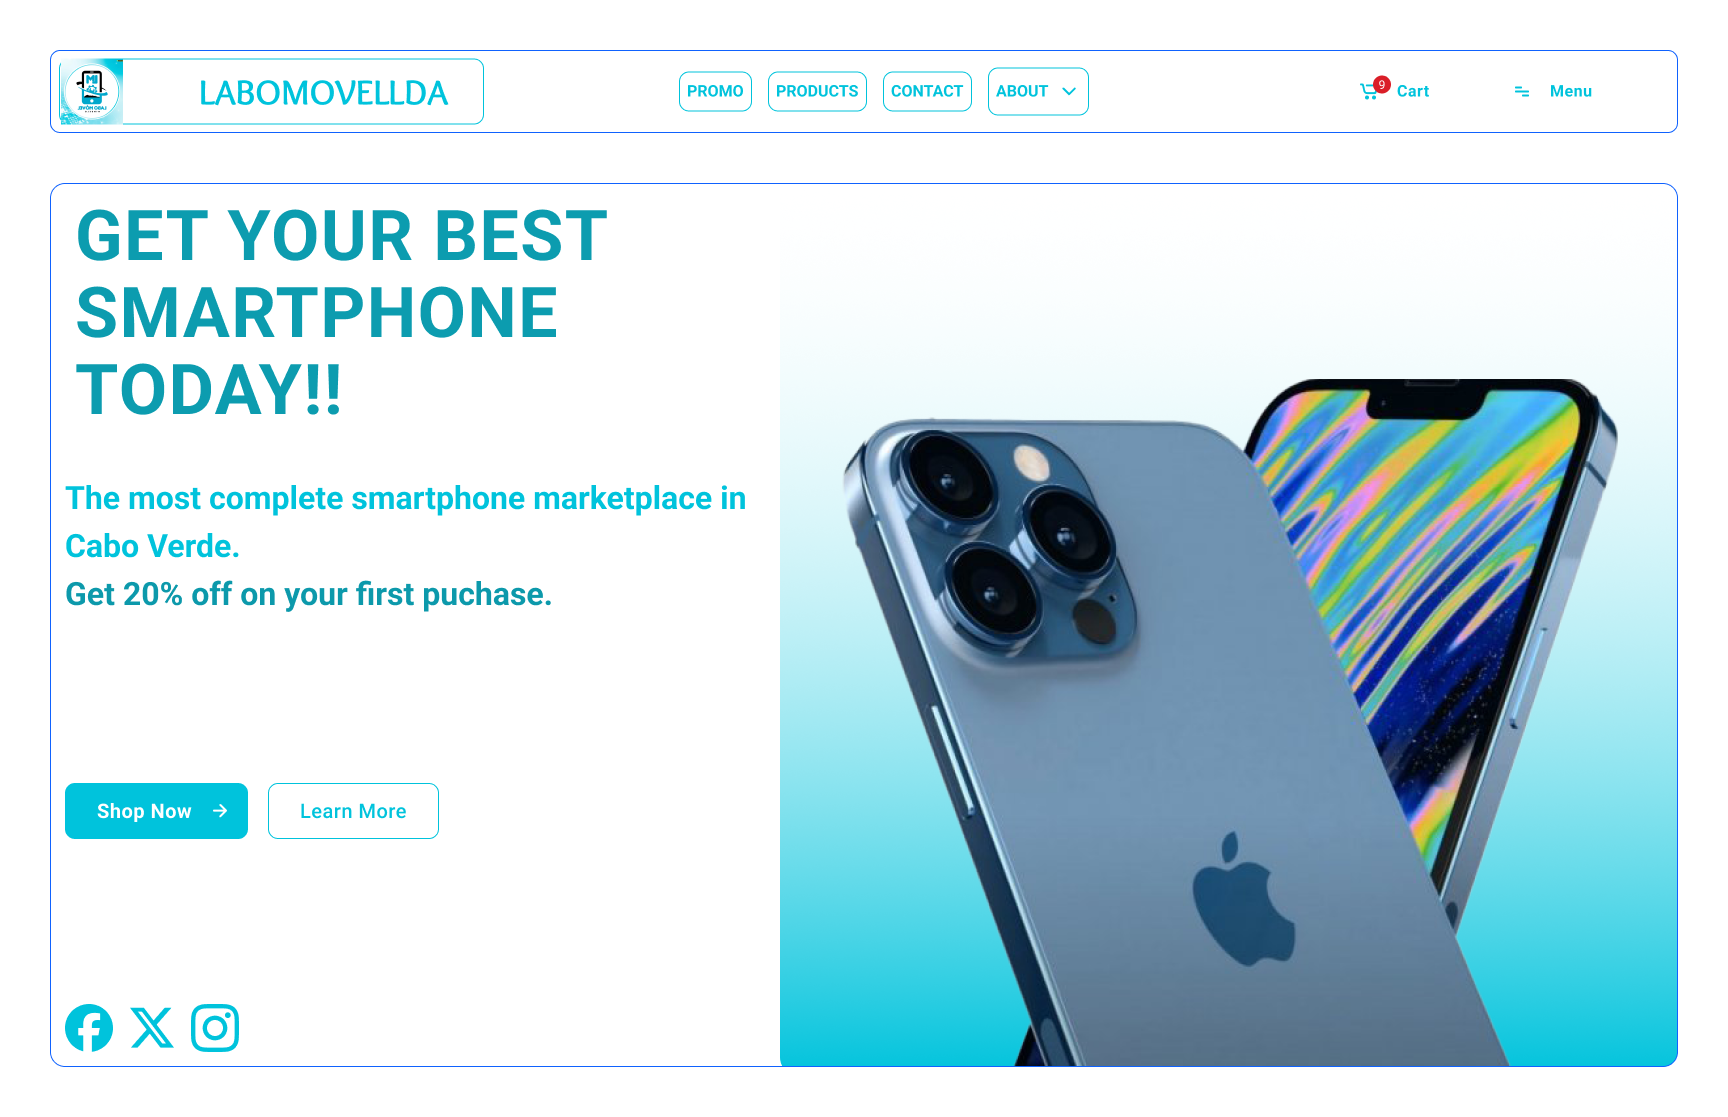 LABOMOVELLDA
PROMO
PRODUCTS
CONTACT
ABOUT
9
Cart
Menu
GET YOUR BEST
SMARTPHONE
TODAY!!
The most complete smartphone marketplace in
Cabo Verde.
Get 20% off on your first puchase.
Shop Now
Learn More